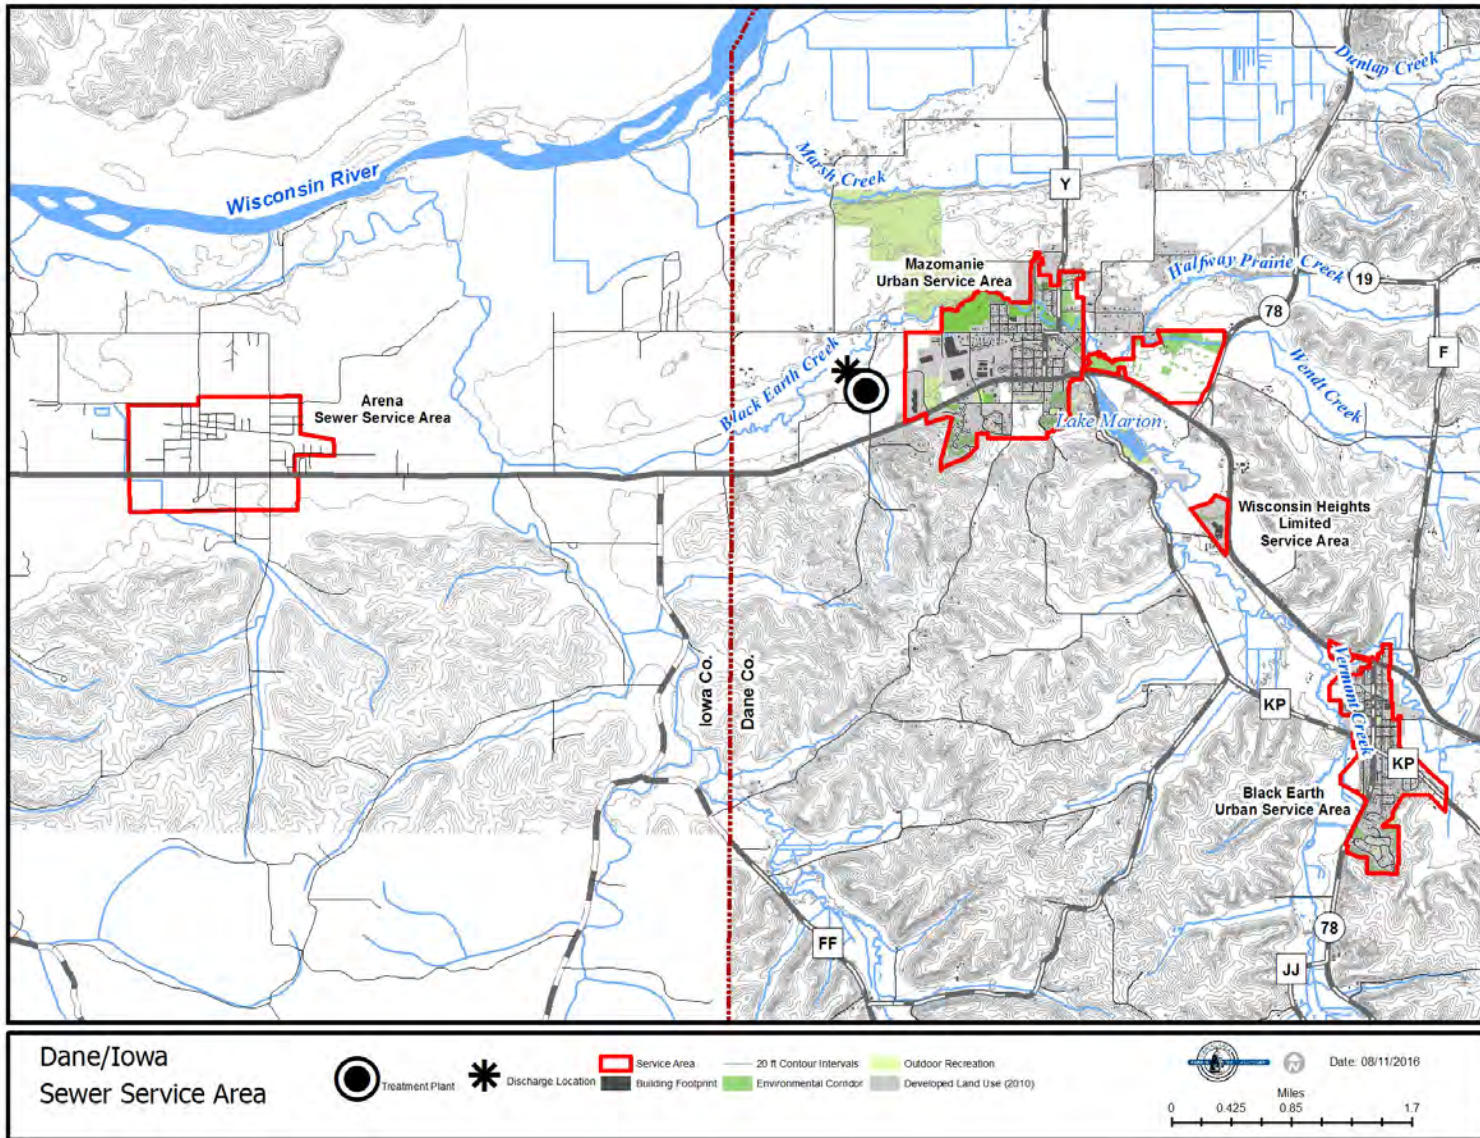 Dunlap Creek
Wisconsin River
Marsh Creek
Y
Mazomanie
Urban Service Area
Halfway Prairie Creek
19
78
F
Wendt Creek
Black Earth Creek
Arena
Sewer Service Area
Lake Marion
Wisconsin Heights
Limited
Service Area
Iowa Co.
Dane Co.
Vermont Creek
KP
KP
Black Earth
Urban Service Area
FF
78
JJ
Dane/Iowa
Sewer Service Area
Treatment Plant
Discharge Location
Service Area
Building Footprint
20 ft Contour Intervals
Environmental Corridor
Outdoor Recreation
Developed Land Use (2010)
Date: 08/11/2016
Miles
0 0.425 0.85 1.7